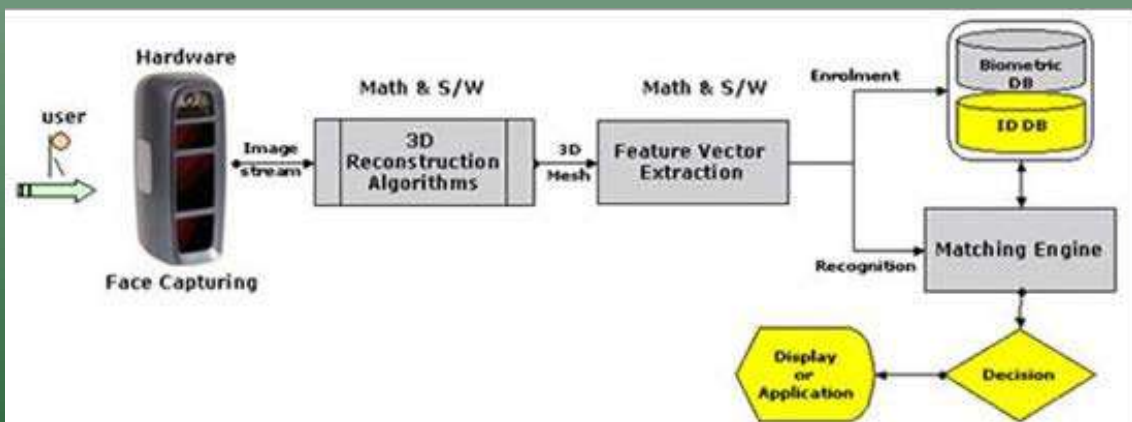 Hardware
user
Face Capturing
Image
stream
Math & S/W
3D
Reconstruction
Algorithms
3D
Mesh
Math & S/W
Feature Vector
Extraction
Enrolment
Biometric
DB
ID DB
Recognition
Matching Engine
Decision
Display
or
Application